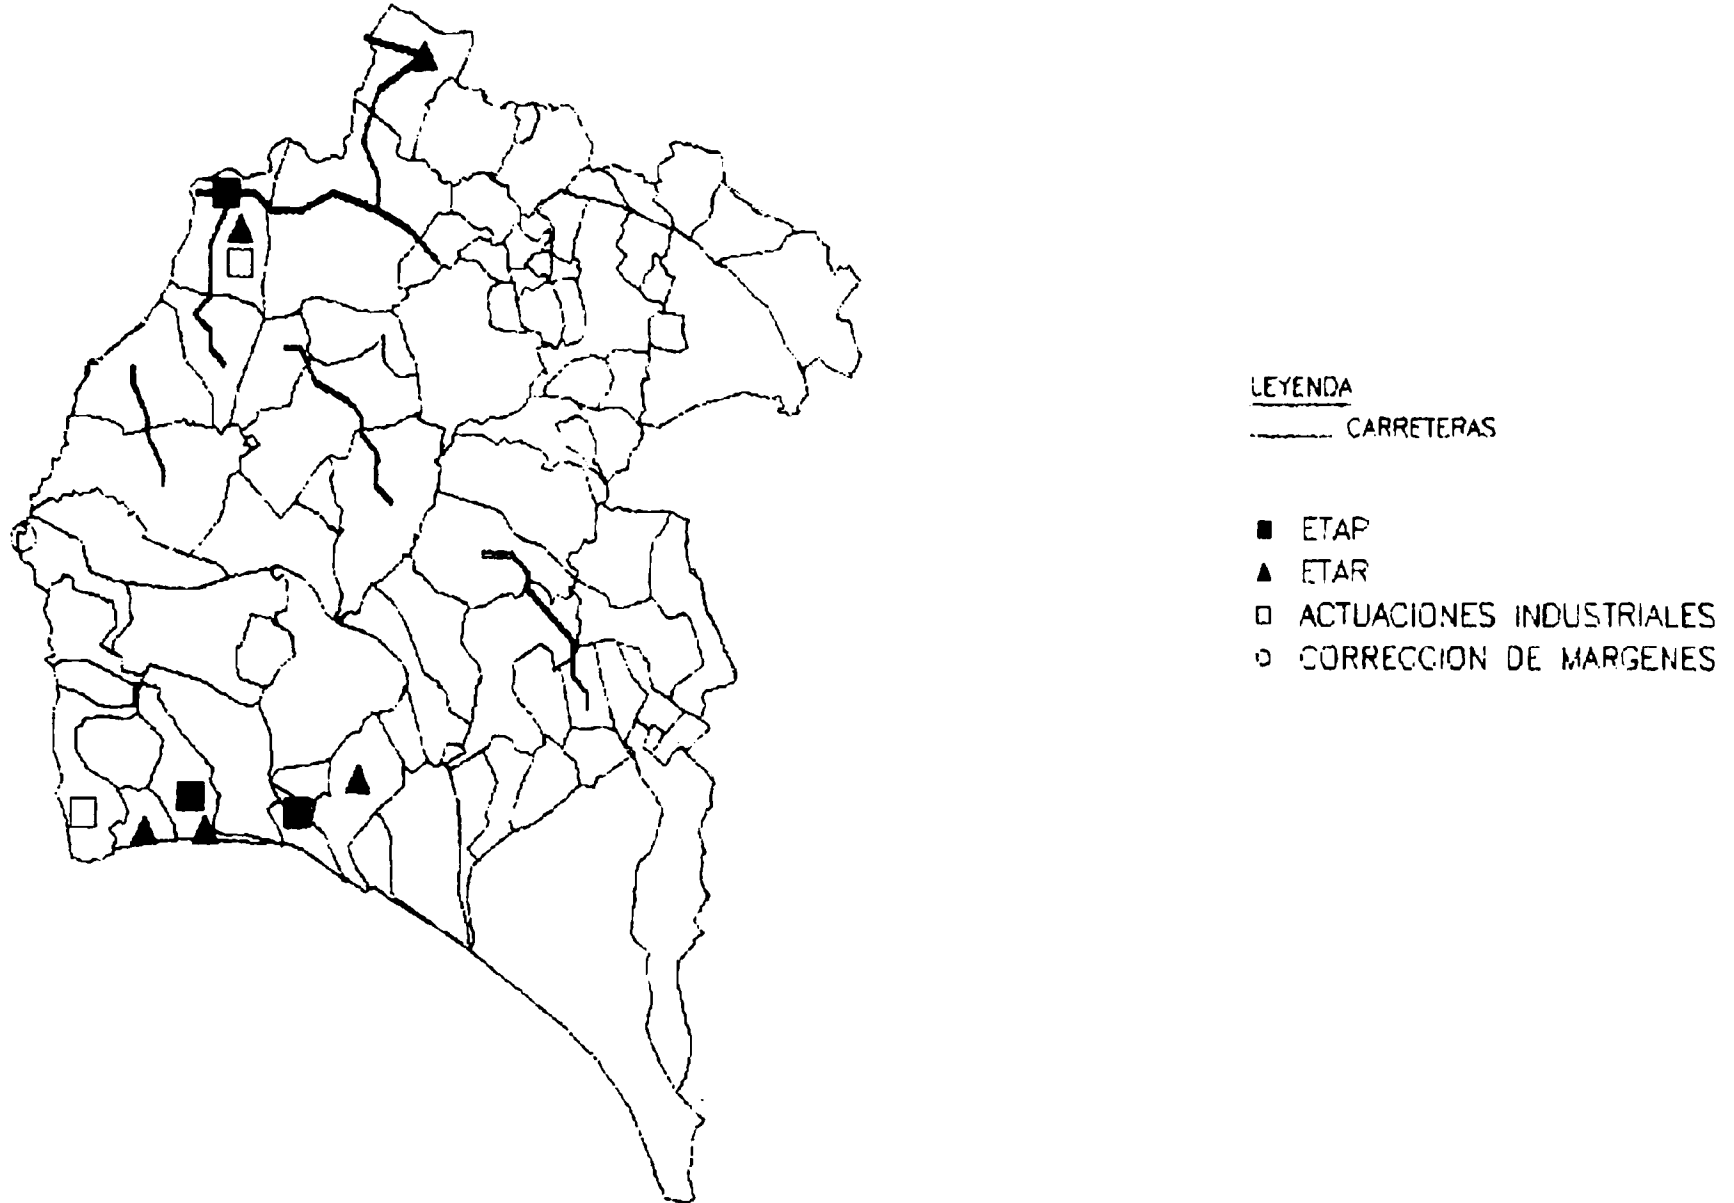 LEYENDA
CARRETERAS
ETAP
ETAR
ACTUACIONES INDUSTRIALES
CORRECCION DE MARGENES